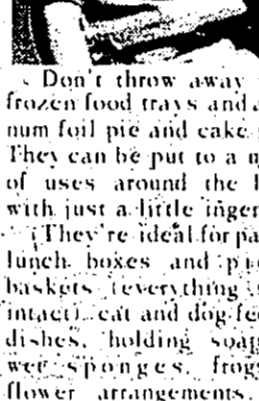 Don't throw away
frozen food trays and a
num foil pie and cake
They can be put to a n
of uses around the h
with just a little inger
(They're ideal for pa
lunch boxes and pic
baskets (everything s
intact), cat and dog fee
dishes, holding soap
wet sponges, frogs
flower arrangements,